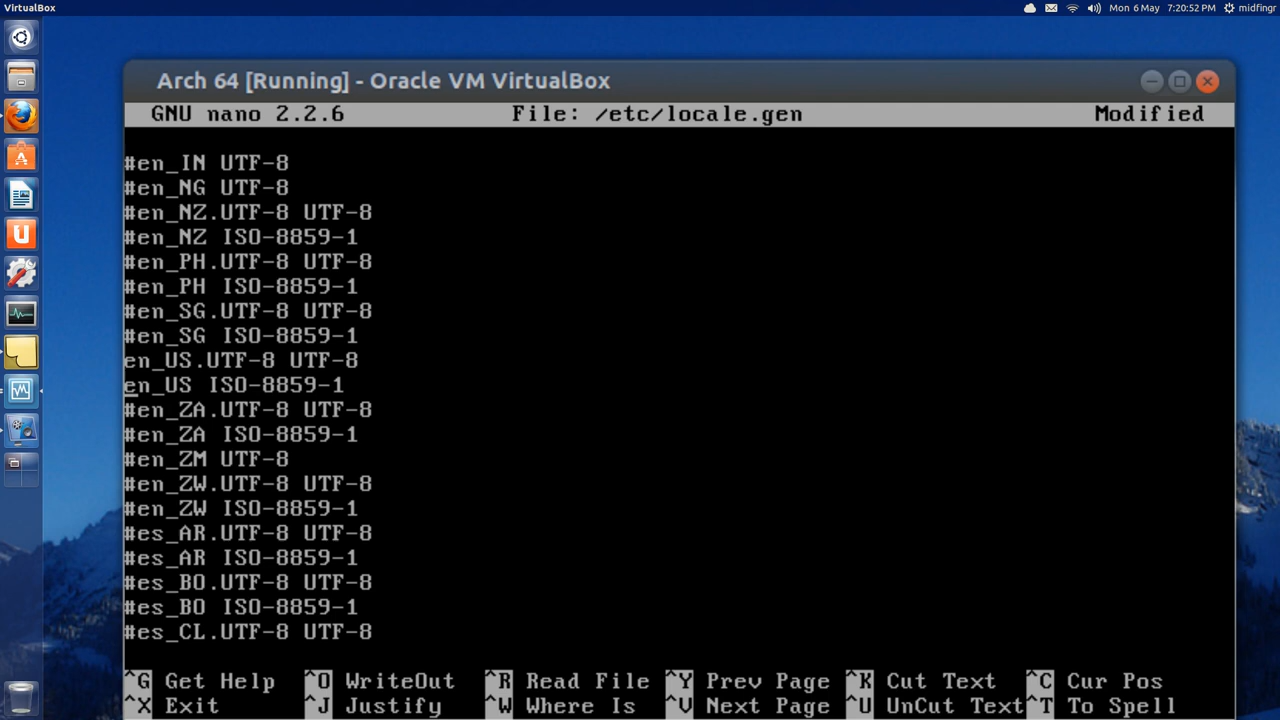 VirtualBox
Mon 6 May 7:20:52 PM midfingr
Arch 64 [Running] - Oracle VM VirtualBox
GNU nano 2.2.6 File: /etc/locale.gen Modified
#en_IN UTF-8
#en_NG UTF-8
#en_NZ.UTF-8 UTF-8
#en_NZ ISO-8859-1
#en_PH.UTF-8 UTF-8
#en_PH ISO-8859-1
#en_SG.UTF-8 UTF-8
#en_SG ISO-8859-1
en_US.UTF-8 UTF-8
en_US ISO-8859-1
#en_ZA.UTF-8 UTF-8
#en_ZA ISO-8859-1
#en_ZM UTF-8
#en_ZW.UTF-8 UTF-8
#en_ZW ISO-8859-1
#es_AR.UTF-8 UTF-8
#es_AR ISO-8859-1
#es_BO.UTF-8 UTF-8
#es_BO ISO-8859-1
#es_CL.UTF-8 UTF-8
^G Get Help ^O WriteOut ^R Read File ^Y Prev Page ^K Cut Text ^C Cur Pos
^X Exit ^J Justify ^W Where Is ^V Next Page ^U UnCut Text ^T To Spell